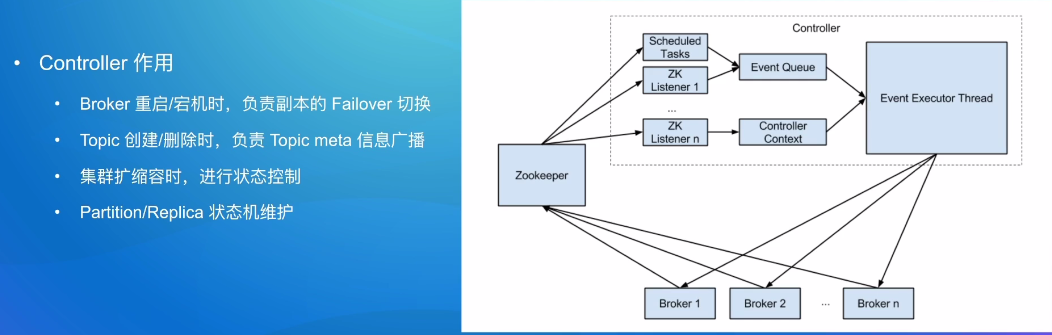 • Controller 作用
• Broker 重启/宕机时，负责副本的 Failover 切换
• Topic 创建/删除时，负责 Topic meta 信息广播
• 集群扩缩容时，进行状态控制
• Partition/Replica 状态机维护
Controller
Scheduled
Tasks
ZK
Listener 1
...
ZK
Listener n
Event Queue
Controller
Context
Event Executor Thread
Zookeeper
Broker 1
Broker 2
...
Broker n